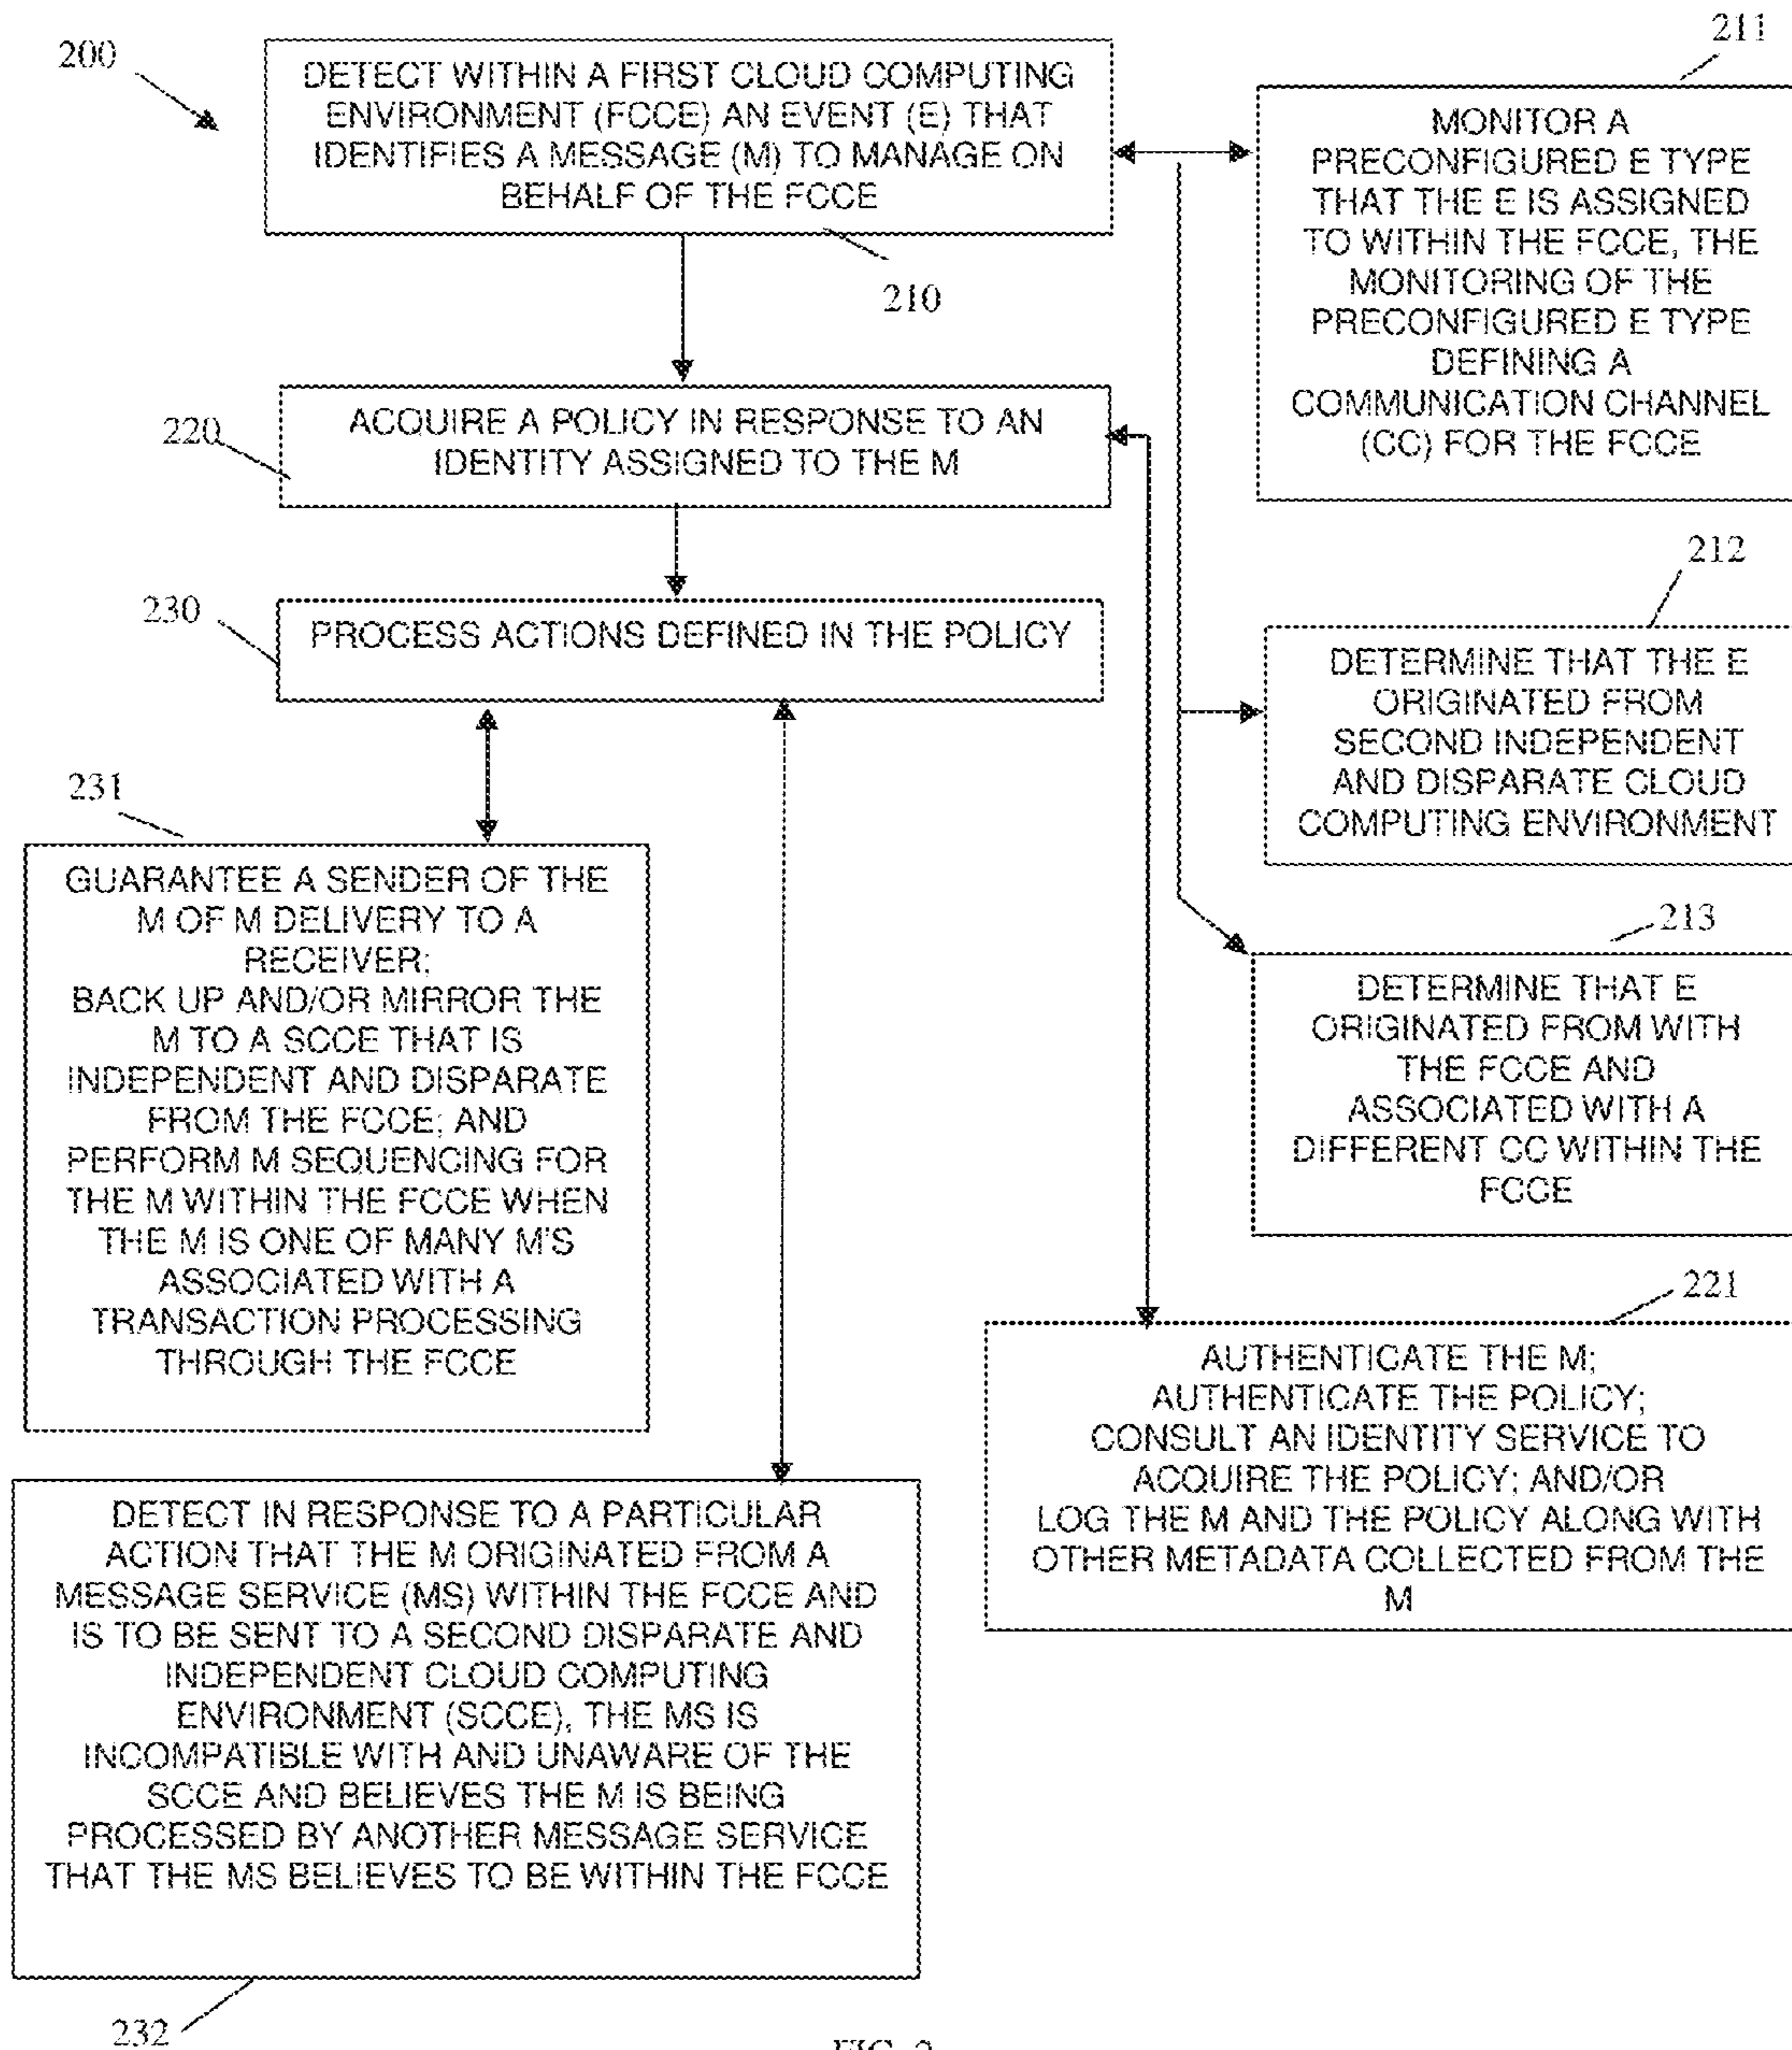 200
DETECT WITHIN A FIRST CLOUD COMPUTING
ENVIRONMENT (FCCE) AN EVENT (E) THAT
IDENTIFIES A MESSAGE (M) TO MANAGE ON
BEHALF OF THE FCCE
210
211
MONITOR A
PRECONFIGURED E TYPE
THAT THE E IS ASSIGNED
TO WITHIN THE FCCE, THE
MONITORING OF THE
PRECONFIGURED E TYPE
DEFINING A
COMMUNICATION CHANNEL
(CC) FOR THE FCCE
220
ACQUIRE A POLICY IN RESPONSE TO AN
IDENTITY ASSIGNED TO THE M
212
DETERMINE THAT THE E
ORIGINATED FROM
SECOND INDEPENDENT
AND DISPARATE CLOUD
COMPUTING ENVIRONMENT
230
PROCESS ACTIONS DEFINED IN THE POLICY
213
DETERMINE THAT E
ORIGINATED FROM WITH
THE FCCE AND
ASSOCIATED WITH A
DIFFERENT CC WITHIN THE
FCCE
231
GUARANTEE A SENDER OF THE
M OF M DELIVERY TO A
RECEIVER;
BACK UP AND/OR MIRROR THE
M TO A SCCE THAT IS
INDEPENDENT AND DISPARATE
FROM THE FCCE; AND
PERFORM M SEQUENCING FOR
THE M WITHIN THE FCCE WHEN
THE M IS ONE OF MANY M'S
ASSOCIATED WITH A
TRANSACTION PROCESSING
THROUGH THE FCCE
221
AUTHENTICATE THE M;
AUTHENTICATE THE POLICY;
CONSULT AN IDENTITY SERVICE TO
ACQUIRE THE POLICY; AND/OR
LOG THE M AND THE POLICY ALONG WITH
OTHER METADATA COLLECTED FROM THE
M
DETECT IN RESPONSE TO A PARTICULAR
ACTION THAT THE M ORIGINATED FROM A
MESSAGE SERVICE (MS) WITHIN THE FCCE AND
IS TO BE SENT TO A SECOND DISPARATE AND
INDEPENDENT CLOUD COMPUTING
ENVIRONMENT (SCCE), THE MS IS
INCOMPATIBLE WITH AND UNAWARE OF THE
SCCE AND BELIEVES THE M IS BEING
PROCESSED BY ANOTHER MESSAGE SERVICE
THAT THE MS BELIEVES TO BE WITHIN THE FCCE
232
FIG. 2